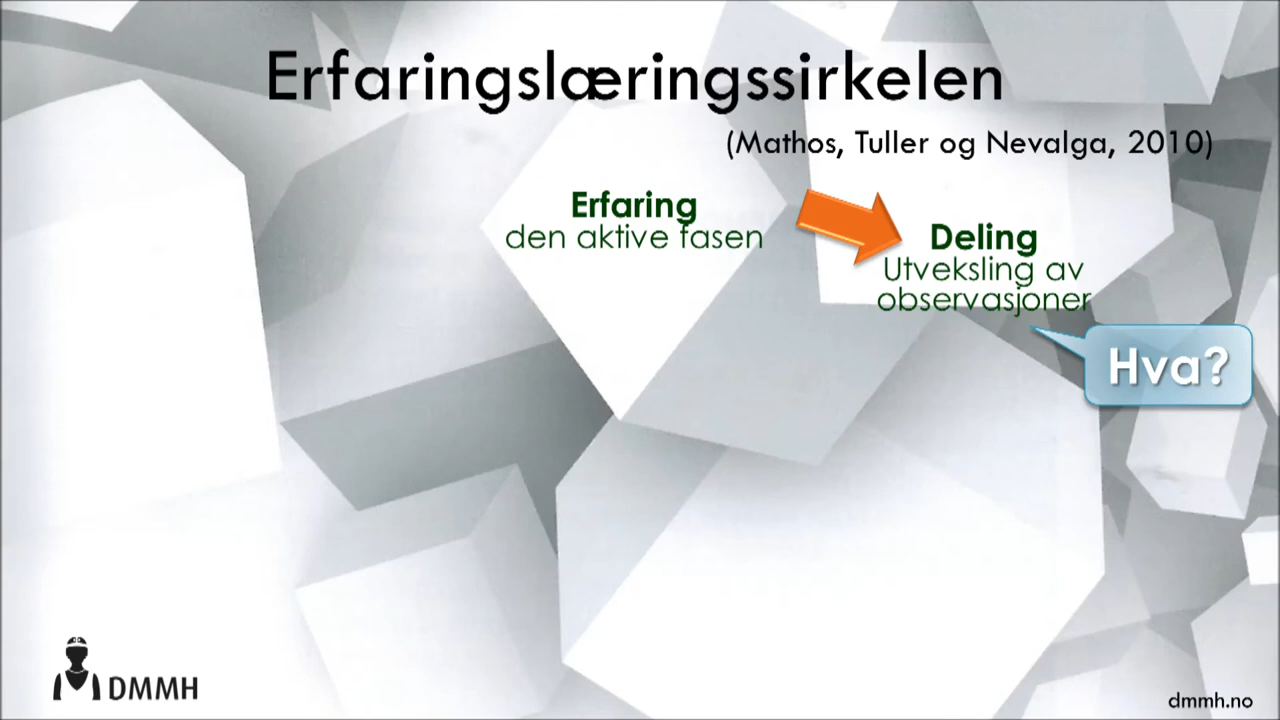 Erfaringslæringssirkelen
(Mathos, Tuller og Nevalga, 2010)
Erfaring
den aktive fasen
Deling
Utveksling av
observasjoner
Hva?
DMMH
dmmh.no